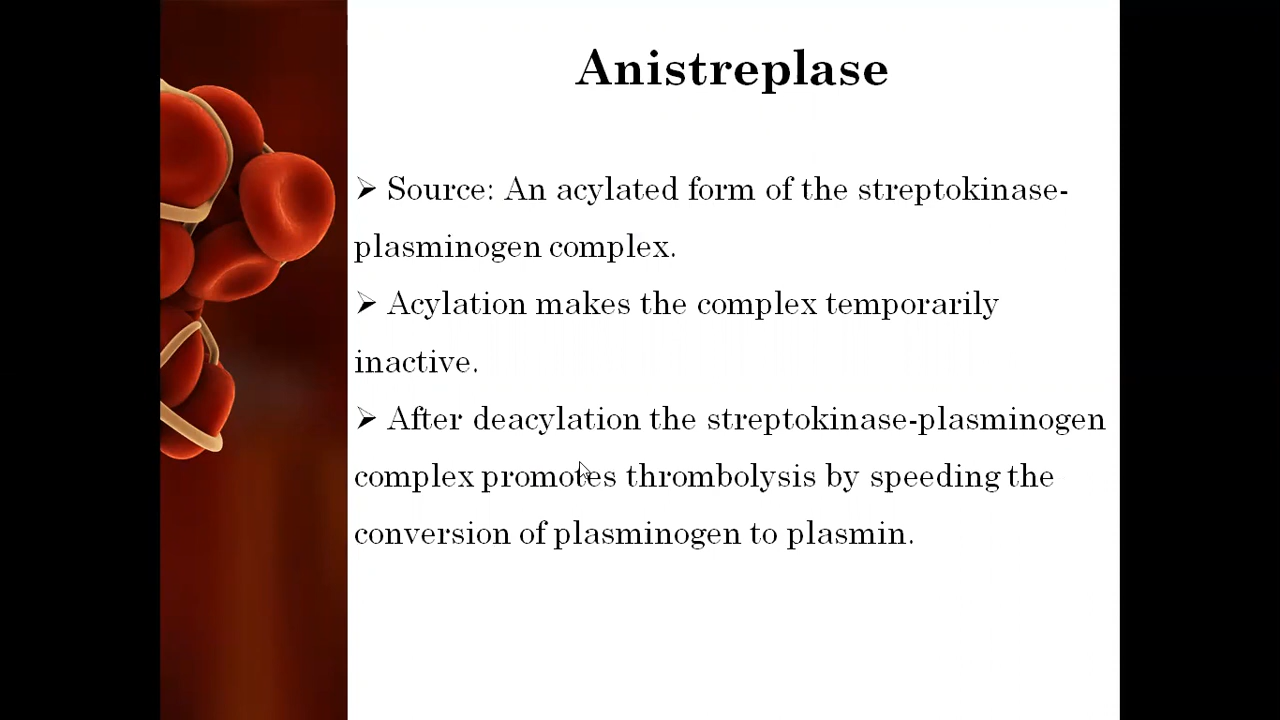 Anistreplase
➢ Source: An acylated form of the streptokinase-
plasminogen complex.
➢ Acylation makes the complex temporarily
inactive.
➢ After deacylation the streptokinase-plasminogen
complex promotes thrombolysis by speeding the
conversion of plasminogen to plasmin.